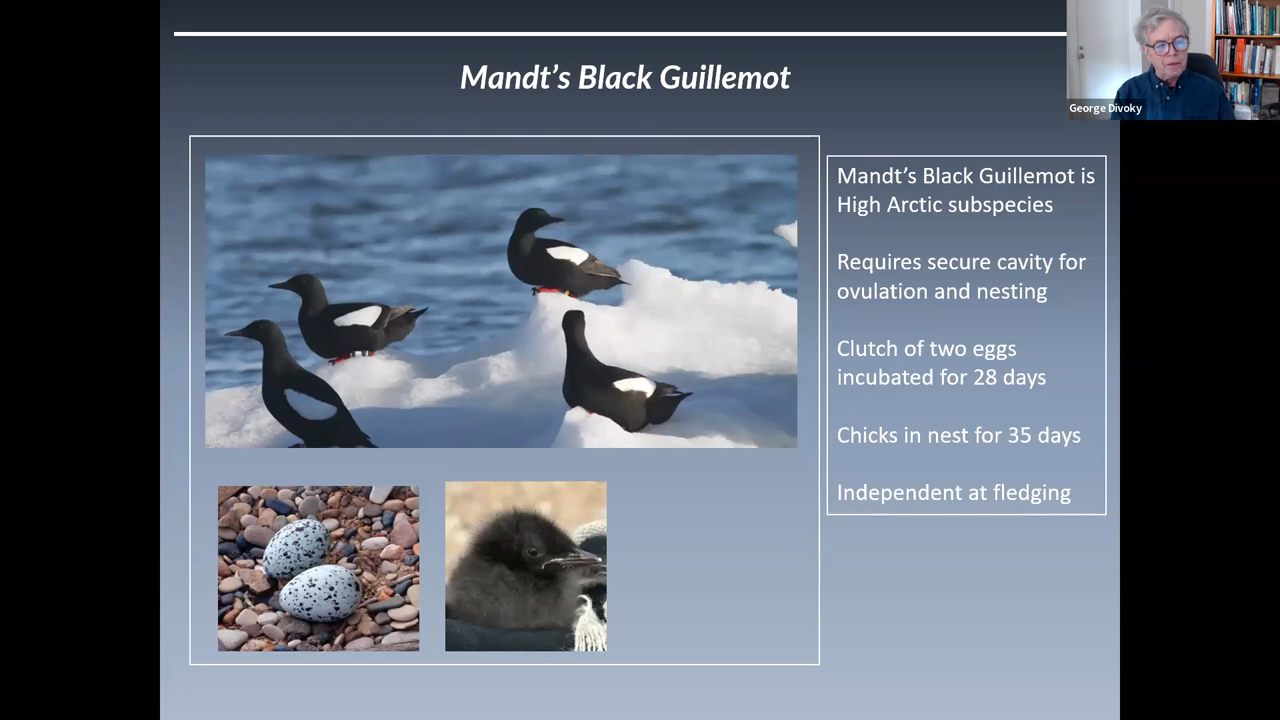 Mandt's Black Guillemot
George Divoky
Mandt's Black Guillemot is
High Arctic subspecies
Requires secure cavity for
ovulation and nesting
Clutch of two eggs
incubated for 28 days
Chicks in nest for 35 days
Independent at fledging